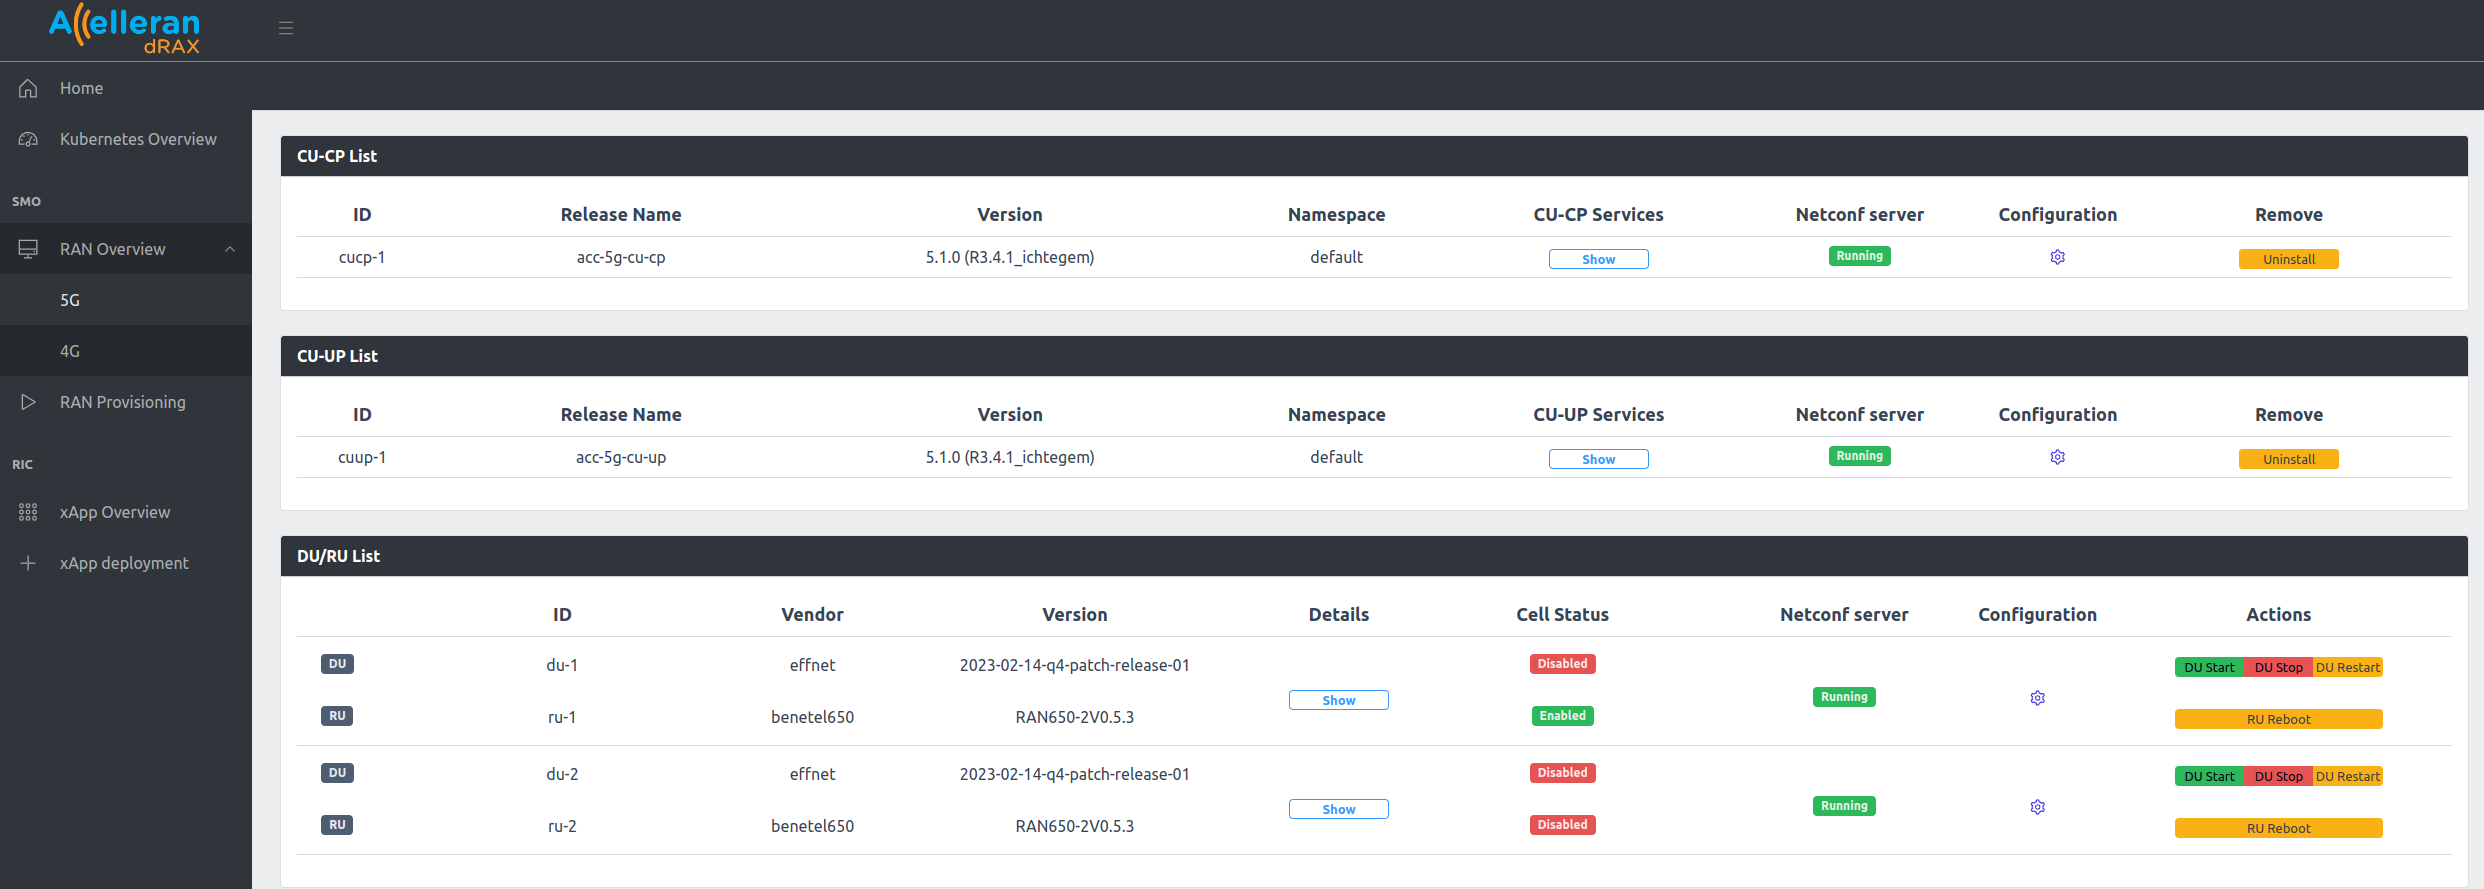 Accelleran
dRAX
Home
Kubernetes Overview
SMO
RAN Overview
5G
4G
RAN Provisioning
RIC
xApp Overview
xApp deployment
CU-CP List
ID Release Name Version Namespace CU-CP Services Netconf server Configuration Remove
cucp-1 acc-5g-cu-cp 5.1.0 (R3.4.1_ichtegem) default Show Running Uninstall
CU-UP List
ID Release Name Version Namespace CU-UP Services Netconf server Configuration Remove
cuup-1 acc-5g-cu-up 5.1.0 (R3.4.1_ichtegem) default Show Running Uninstall
DU/RU List
ID Vendor Version Details Cell Status Netconf server Configuration Actions
DU du-1 effnet 2023-02-14-q4-patch-release-01 Disabled DU Start DU Stop DU Restart
Show Running
RU ru-1 benetel650 RAN650-2V0.5.3 Enabled RU Reboot
DU du-2 effnet 2023-02-14-q4-patch-release-01 Disabled DU Start DU Stop DU Restart
Show Running
RU ru-2 benetel650 RAN650-2V0.5.3 Disabled RU Reboot